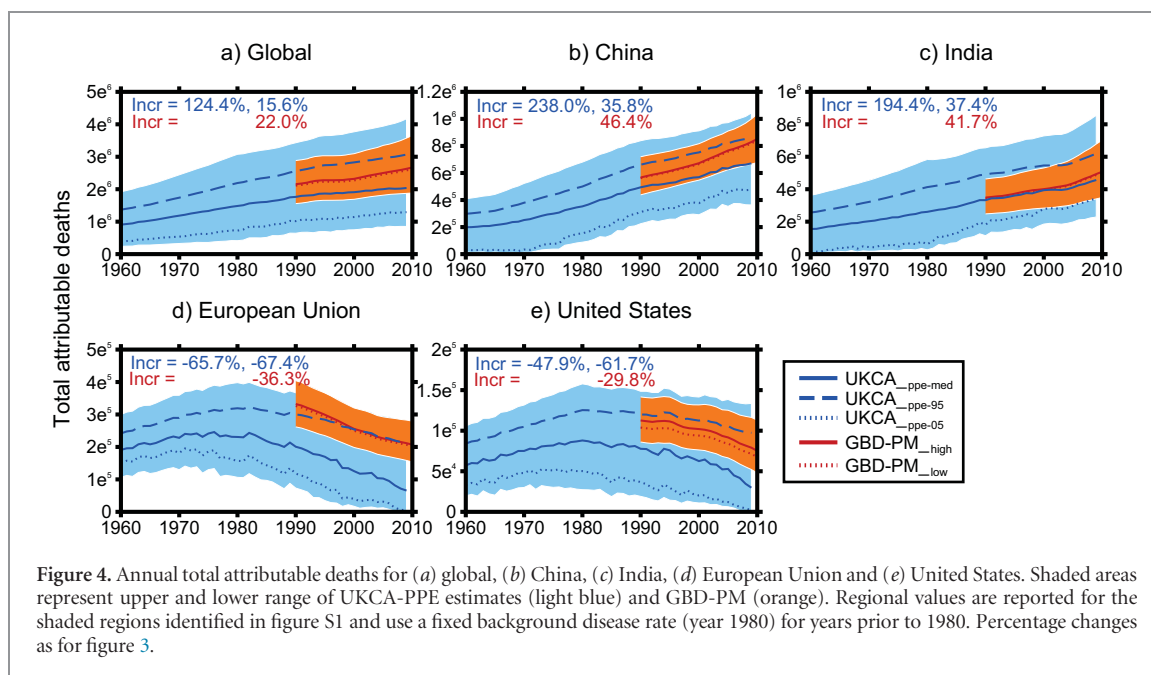 a) Global
b) China
c) India
5e⁶
4e⁶
3e⁶
2e⁶
1e⁶
0
Incr = 124.4%, 15.6%
Incr = 22.0%
1960 1970 1980 1990 2000 2010
1.2e⁶
1e⁶
8e⁵
6e⁵
4e⁵
2e⁵
0
Incr = 238.0%, 35.8%
Incr = 46.4%
1960 1970 1980 1990 2000 2010
1e⁶
8e⁵
6e⁵
4e⁵
2e⁵
0
Incr = 194.4%, 37.4%
Incr = 41.7%
1960 1970 1980 1990 2000 2010
Total attributable deaths
d) European Union
e) United States
5e⁵
4e⁵
3e⁵
2e⁵
1e⁵
0
Incr = -65.7%, -67.4%
Incr = -36.3%
1960 1970 1980 1990 2000 2010
2e⁵
1e⁵
1e⁵
5e⁴
0
Incr = -47.9%, -61.7%
Incr = -29.8%
1960 1970 1980 1990 2000 2010
UKCA_ppe-med
UKCA_ppe-95
UKCA_ppe-05
GBD-PM_high
GBD-PM_low
Figure 4. Annual total attributable deaths for (a) global, (b) China, (c) India, (d) European Union and (e) United States. Shaded areas
represent upper and lower range of UKCA-PPE estimates (light blue) and GBD-PM (orange). Regional values are reported for the
shaded regions identified in figure S1 and use a fixed background disease rate (year 1980) for years prior to 1980. Percentage changes
as for figure 3.